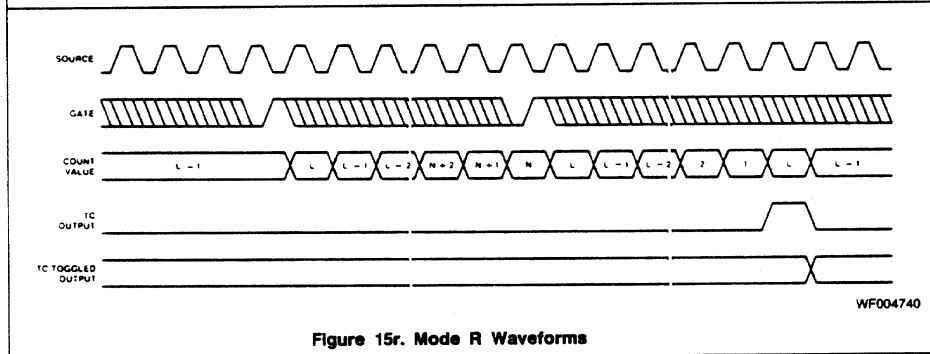 SOURCE
GATE
COUNT
VALUE
L – 1 L L – 1 L – 2 N + 2 N + 1 N L L – 1 L – 2 2 1 L L – 1
TC
OUTPUT
TC TOGGLED
OUTPUT
WF004740
Figure 15r. Mode R Waveforms